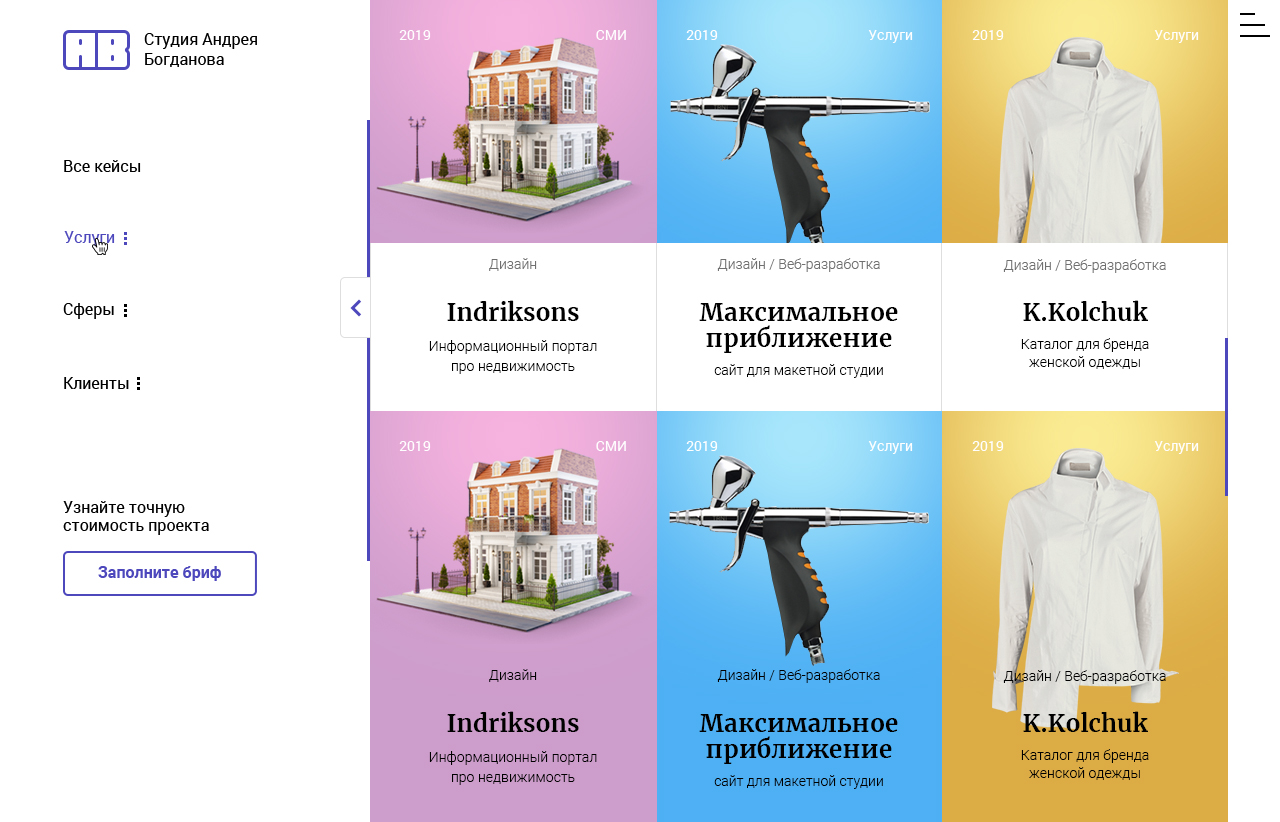 AB
Студия Андрея
Богданова
Все кейсы
Услуги
Сферы
Клиенты
Узнайте точную
стоимость проекта
Заполните бриф
2019 СМИ
Дизайн
Indriksons
Информационный портал
про недвижимость
2019 Услуги
Дизайн / Веб-разработка
Максимальное
приближение
сайт для макетной студии
2019 Услуги
Дизайн / Веб-разработка
K.Kolchuk
Каталог для бренда
женской одежды
2019 СМИ
Дизайн
Indriksons
Информационный портал
про недвижимость
2019 Услуги
Дизайн / Веб-разработка
Максимальное
приближение
сайт для макетной студии
2019 Услуги
Дизайн / Веб-разработка
K.Kolchuk
Каталог для бренда
женской одежды